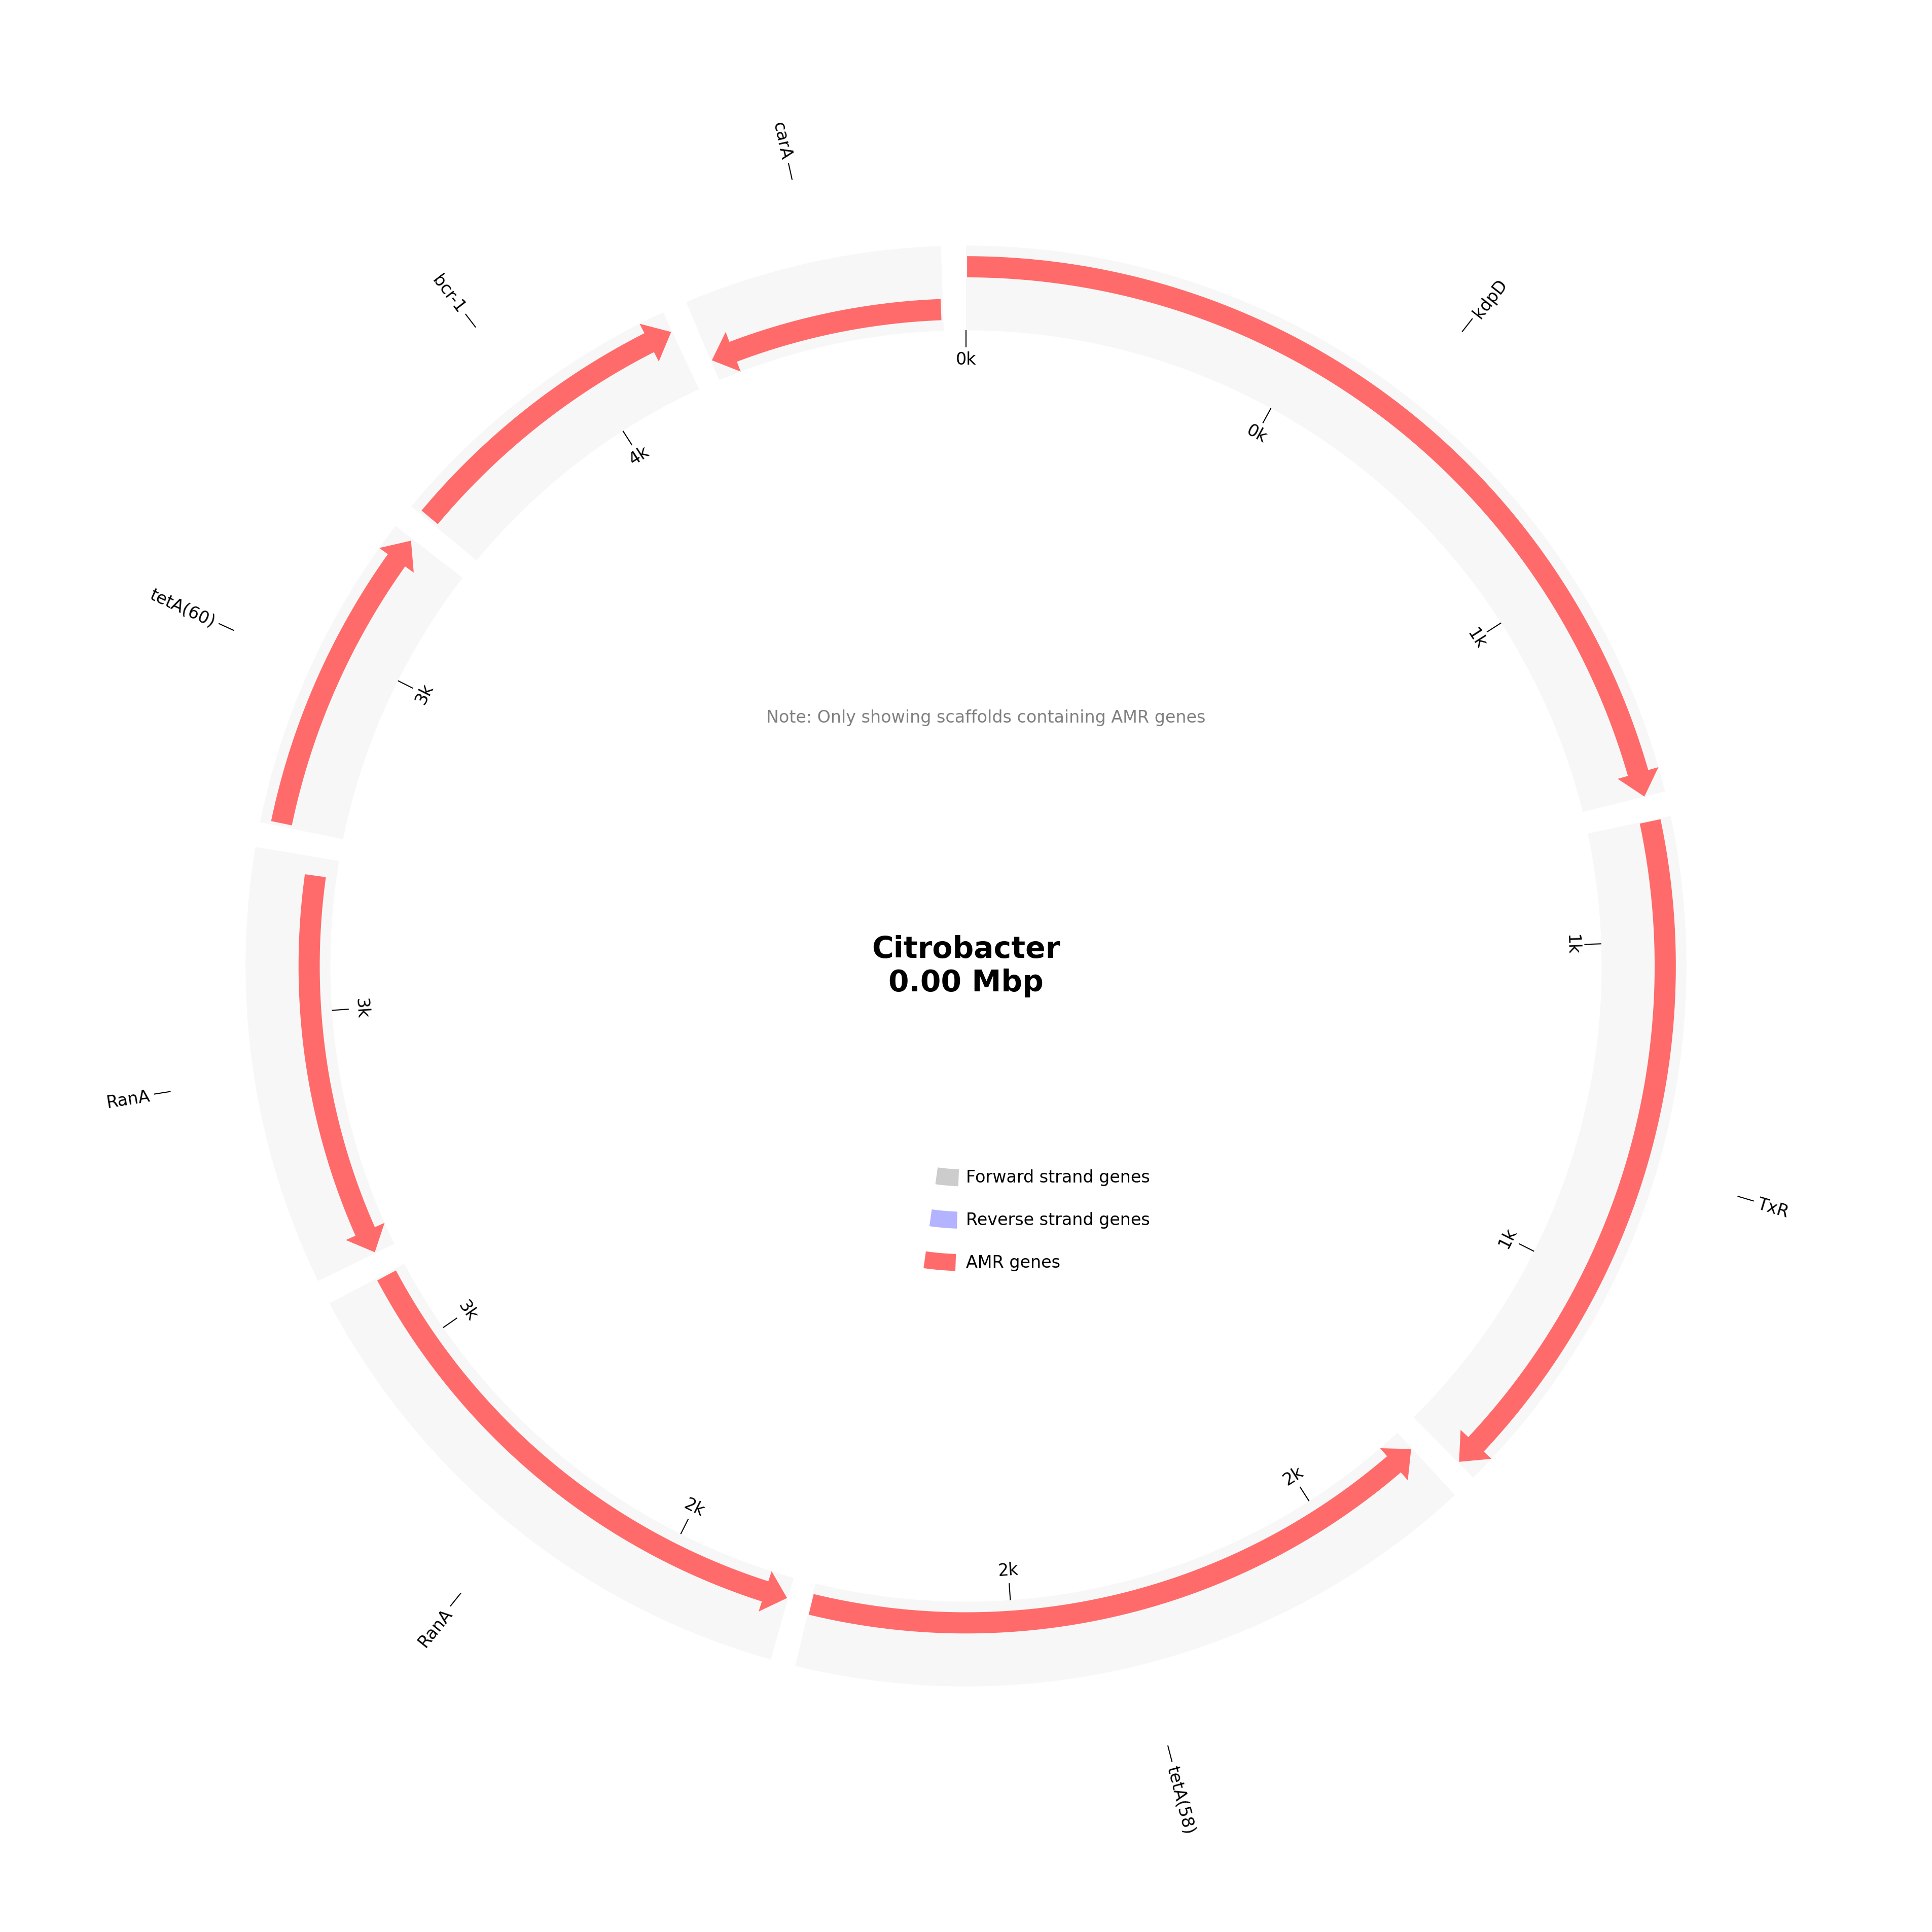 carA
kdpD
bcr-1
0k
0k
4k
tetA(60)
1k
3k
Note: Only showing scaffolds containing AMR genes
Citrobacter
0.00 Mbp
1k
3k
RanA
Forward strand genes
TxR
Reverse strand genes
1k
AMR genes
3k
2k
2k
2k
RanA
tetA(58)